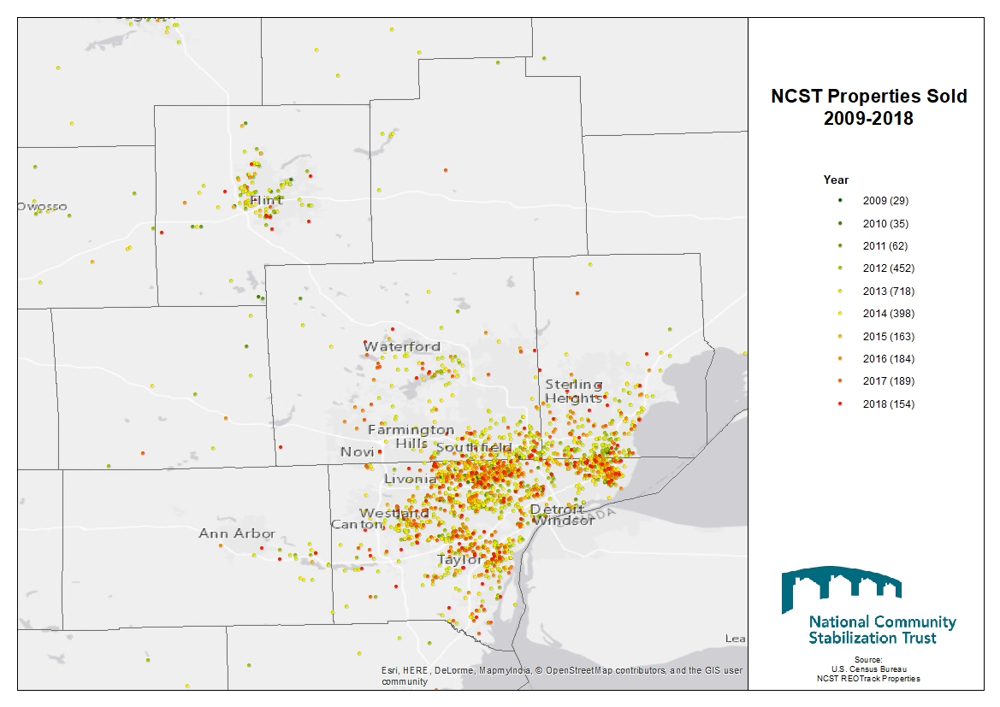 NCST Properties Sold
2009-2018
Year
2009 (29)
2010 (35)
2011 (62)
2012 (452)
2013 (718)
2014 (398)
2015 (163)
2016 (184)
2017 (189)
2018 (154)
Owosso
Flint
Waterford
Sterling
Heights
Farmington
Hills
Southfield
Novi
Livonia
Westland
Canton
Detroit
Windsor
CANADA
Ann Arbor
Taylor
Lea
Esri, HERE, DeLorme, MapmyIndia, © OpenStreetMap contributors, and the GIS user
community
National Community
Stabilization Trust
Source:
U.S. Census Bureau
NCST REOTrack Properties